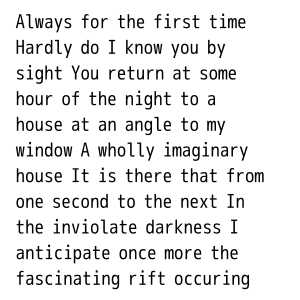 Always for the first time
Hardly do I know you by
sight You return at some
hour of the night to a
house at an angle to my
window A wholly imaginary
house It is there that from
one second to the next In
the inviolate darkness I
anticipate once more the
fascinating rift occuring